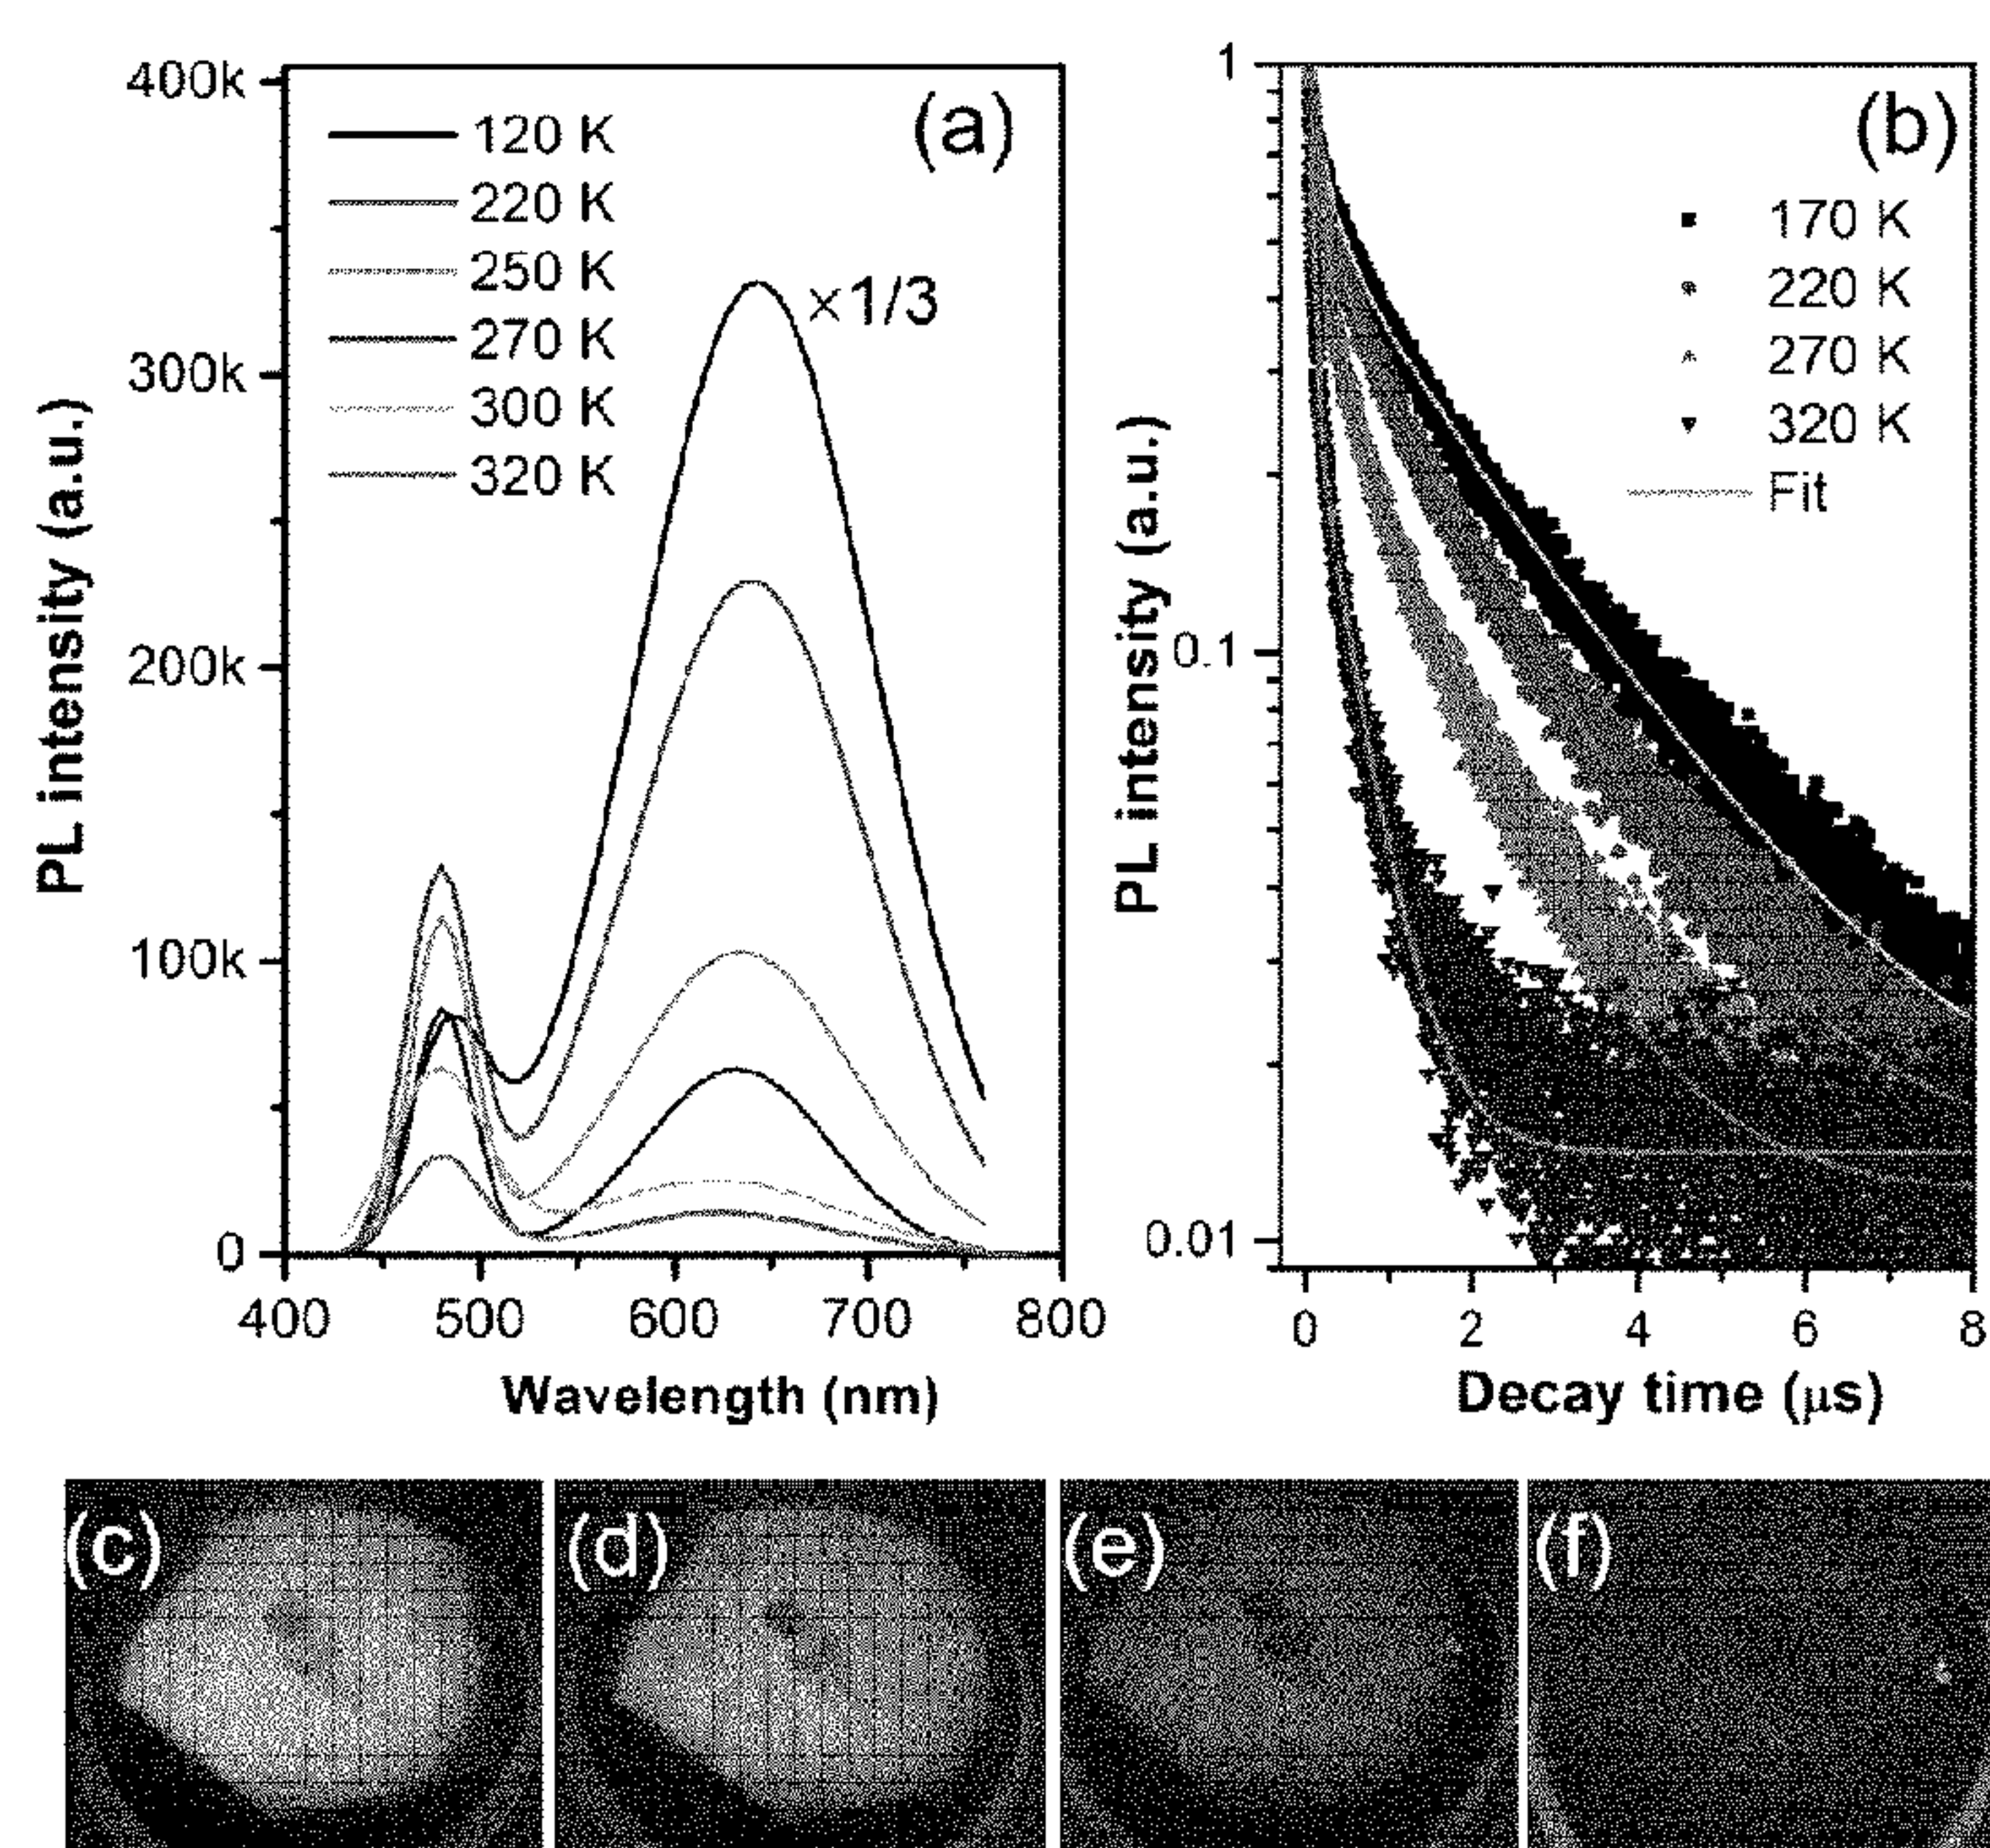 (a)
400k
300k
200k
100k
0
PL intensity (a.u.)
120 K
220 K
250 K
270 K
300 K
320 K
×1/3
400 500 600 700 800
Wavelength (nm)
(b)
1
0.1
0.01
PL intensity (a.u.)
170 K
220 K
270 K
320 K
Fit
0 2 4 6 8
Decay time (μs)
(c) (d) (e) (f)